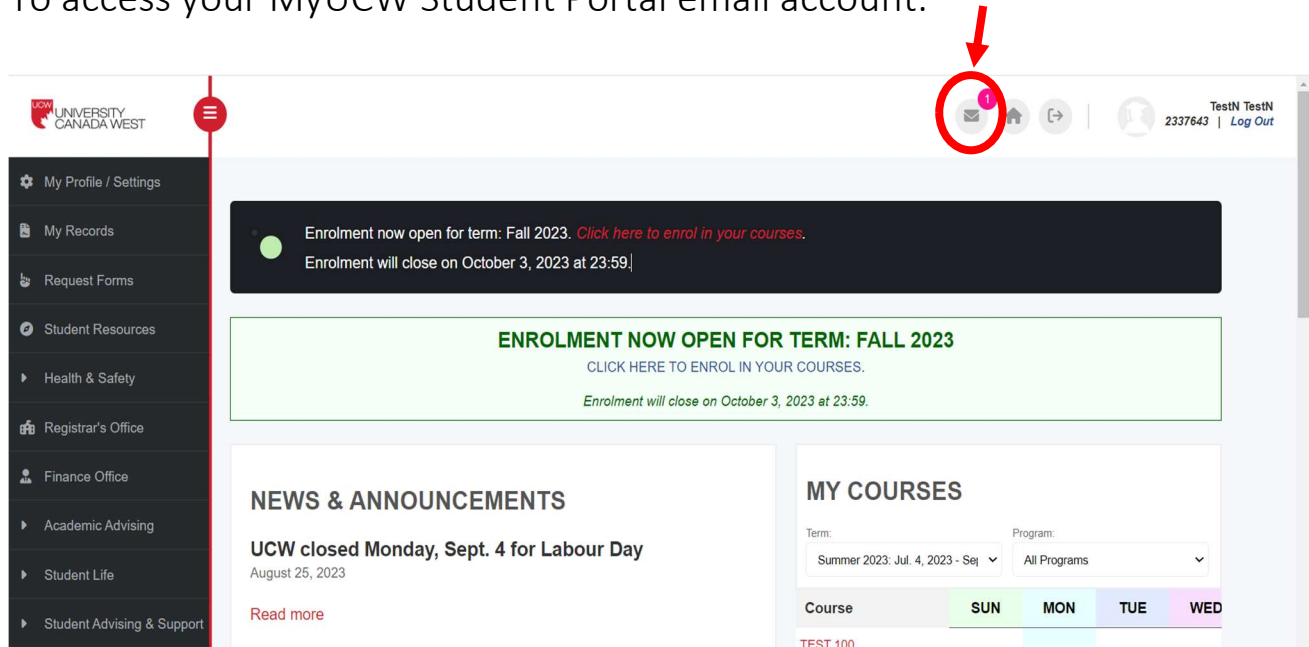 To access your MyUCW Student Portal email account:
UCW
UNIVERSITY
CANADA WEST
1
TestN TestN
2337643 | Log Out
My Profile / Settings
My Records
Request Forms
Student Resources
Health & Safety
Registrar's Office
Finance Office
Academic Advising
Student Life
Student Advising & Support
Enrolment now open for term: Fall 2023. Click here to enrol in your courses.
Enrolment will close on October 3, 2023 at 23:59.
ENROLMENT NOW OPEN FOR TERM: FALL 2023
CLICK HERE TO ENROL IN YOUR COURSES.
Enrolment will close on October 3, 2023 at 23:59.
NEWS & ANNOUNCEMENTS
UCW closed Monday, Sept. 4 for Labour Day
August 25, 2023
Read more
MY COURSES
Term: Program:
Summer 2023: Jul. 4, 2023 - Sep All Programs
Course SUN MON TUE WED
TEST 100